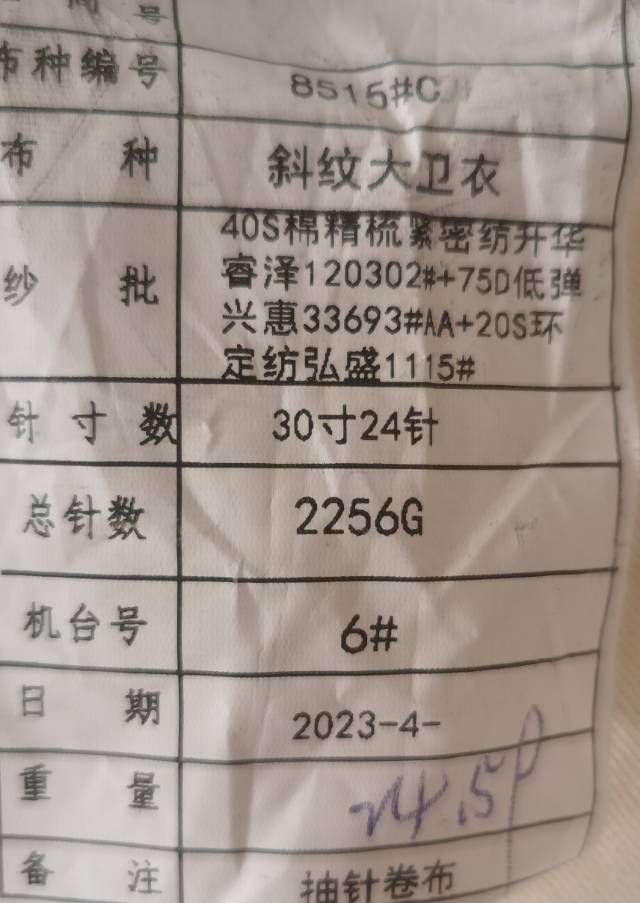 号
布种编号 8515#C
布种 斜纹大卫衣
40S棉精梳紧密纺升华
纱批 睿泽120302#+75D低弹
兴惠33693#AA+20S环
定纺弘盛1115#
针寸数 30寸24针
总针数 2256G
机台号 6#
日期 2023-4-
重量 24.5
备注 抽针卷布